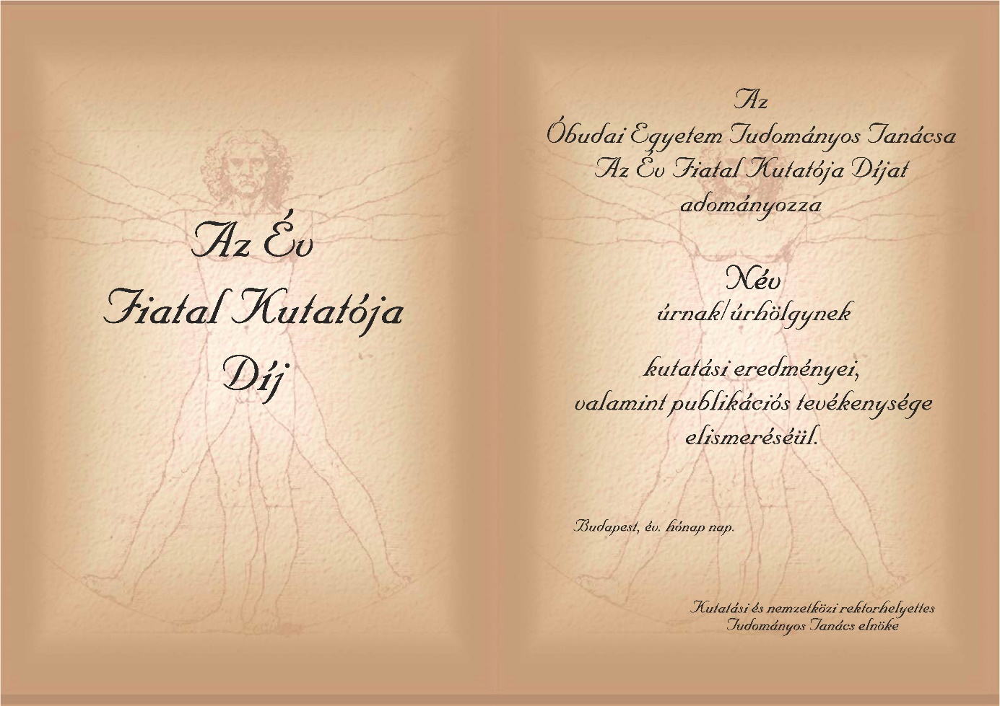 Az Év
Fiatal Kutatója
Díj
Az
Óbudai Egyetem Tudományos Tanácsa
Az Év Fiatal Kutatója Díjat
adományozza
Név
úrnak/úrhölgynek
kutatási eredményei,
valamint publikációs tevékenysége
elismeréséül.
Budapest, év. hónap nap.
Kutatási és nemzetközi rektorhelyettes
Tudományos Tanács elnöke